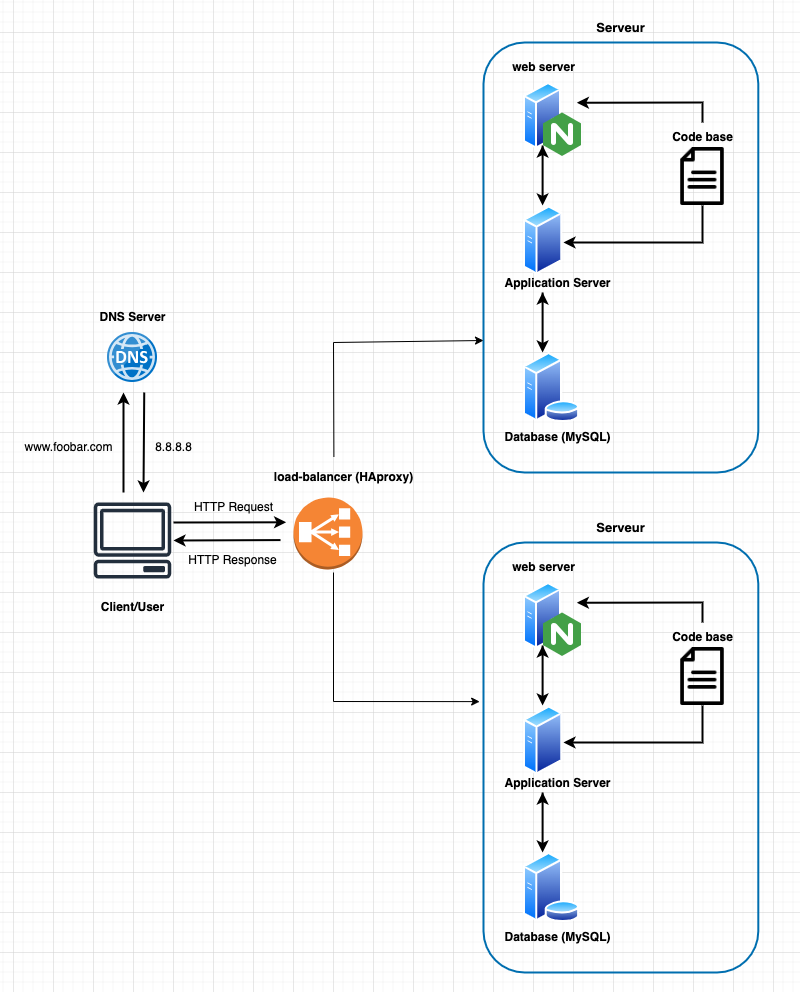 Serveur
web server
N
Code base
Application Server
Database (MySQL)
DNS Server
DNS
www.foobar.com
8.8.8.8
load-balancer (HAproxy)
HTTP Request
HTTP Response
Client/User
Serveur
web server
N
Code base
Application Server
Database (MySQL)